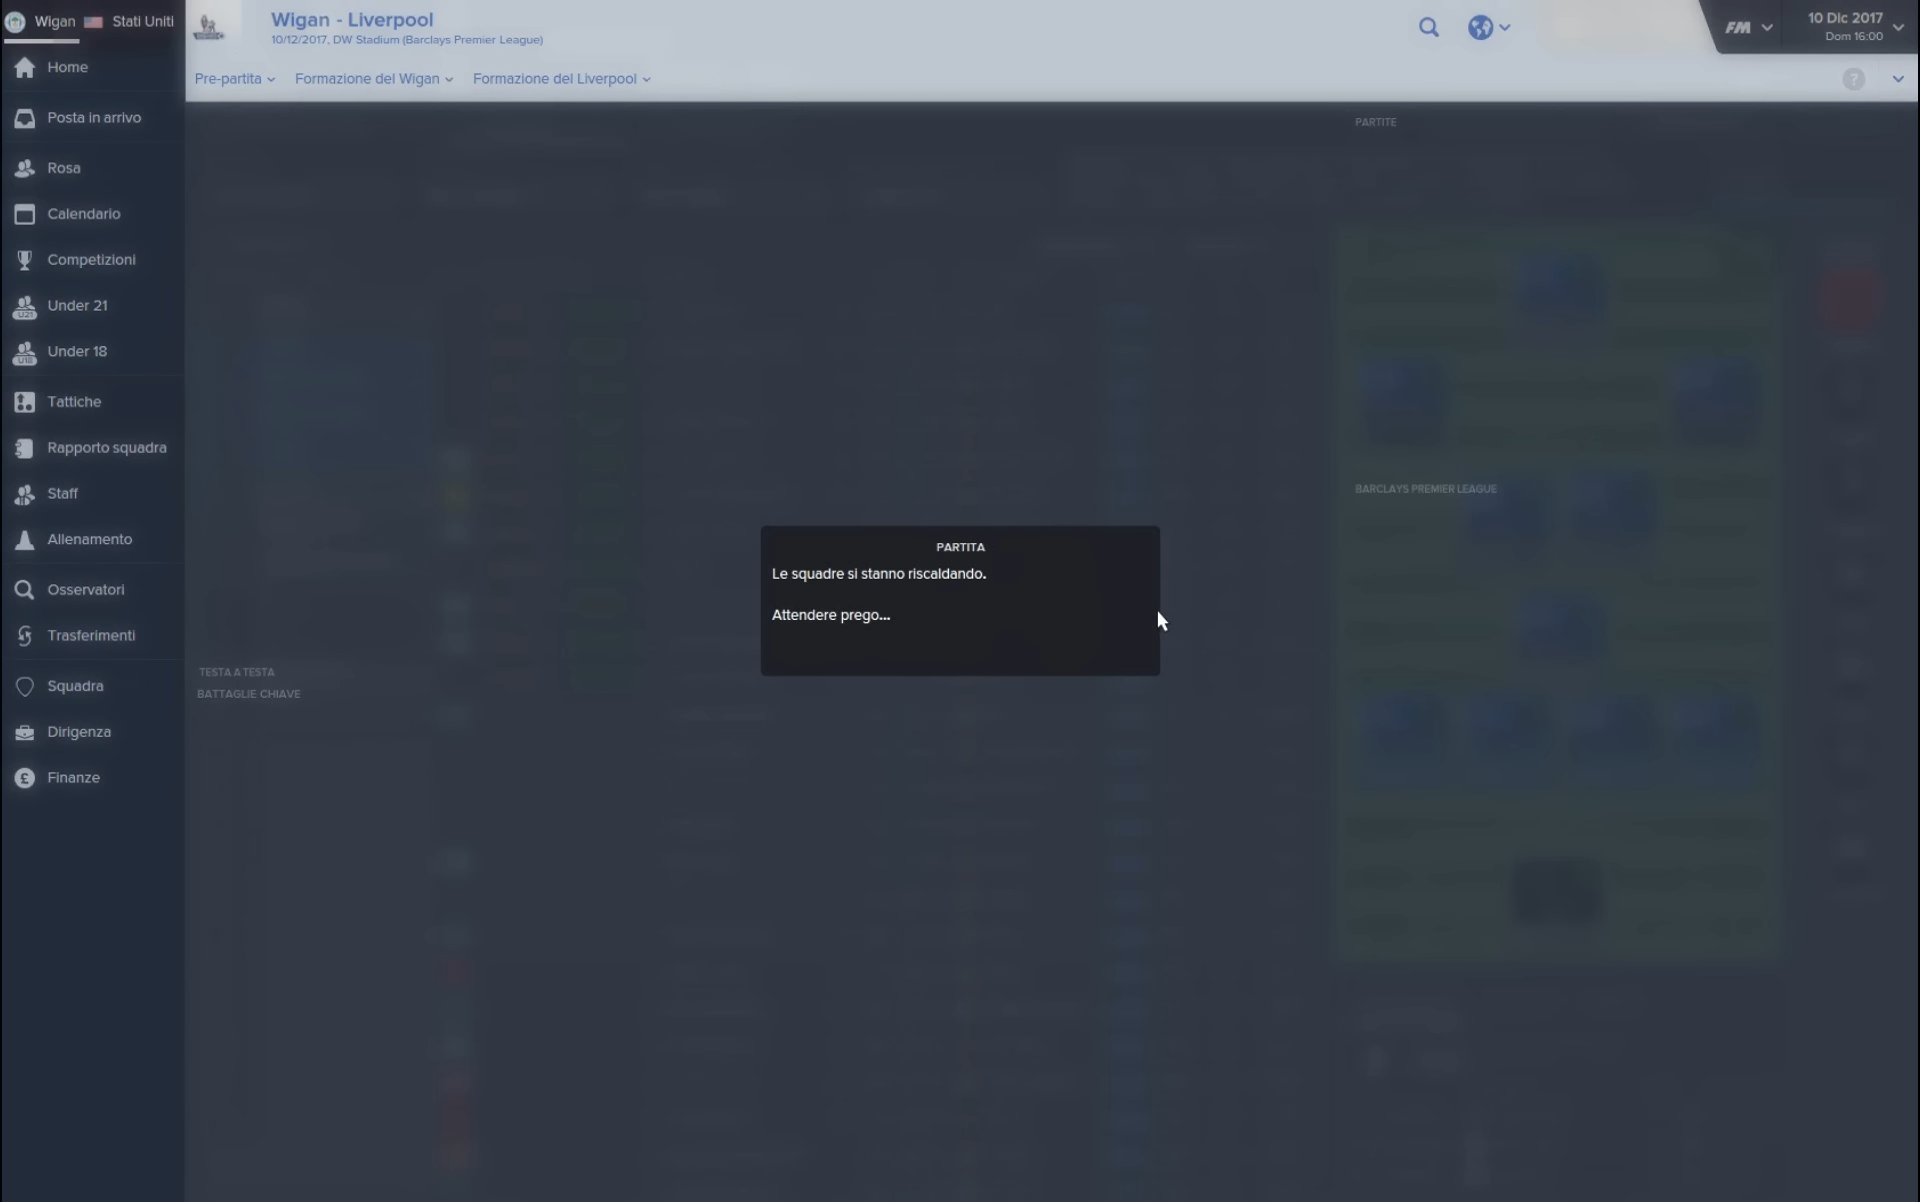 Wigan
Stati Uniti
Wigan - Liverpool
10/12/2017, DW Stadium (Barclays Premier League)
FM
10 Dic 2017
Dom 16:00
Pre-partita
Formazione del Wigan
Formazione del Liverpool
?
Home
Posta in arrivo
Rosa
Calendario
Competizioni
U21
Under 21
U18
Under 18
Tattiche
Rapporto squadra
Staff
Allenamento
Osservatori
Trasferimenti
Squadra
Dirigenza
£
Finanze
PARTITE
BARCLAYS PREMIER LEAGUE
PARTITA
Le squadre si stanno riscaldando.
Attendere prego...
TESTA A TESTA
BATTAGLIE CHIAVE